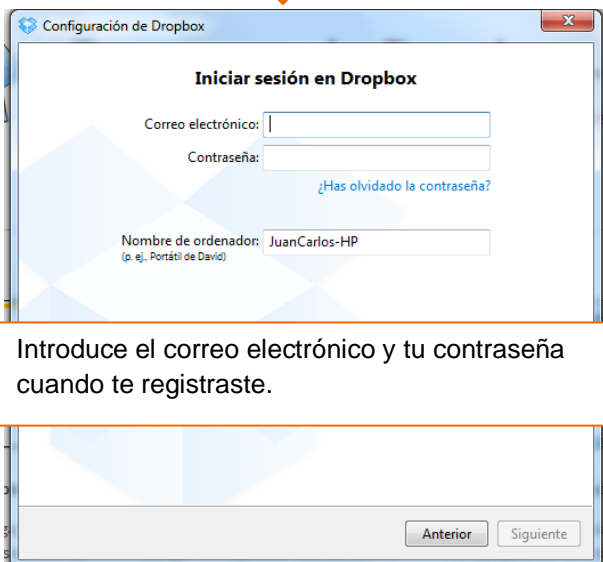 Configuración de Dropbox
Iniciar sesión en Dropbox
Correo electrónico:
Contraseña:
¿Has olvidado la contraseña?
Nombre de ordenador: JuanCarlos-HP
(p. ej., Portátil de David)
Introduce el correo electrónico y tu contraseña
cuando te registraste.
Anterior Siguiente